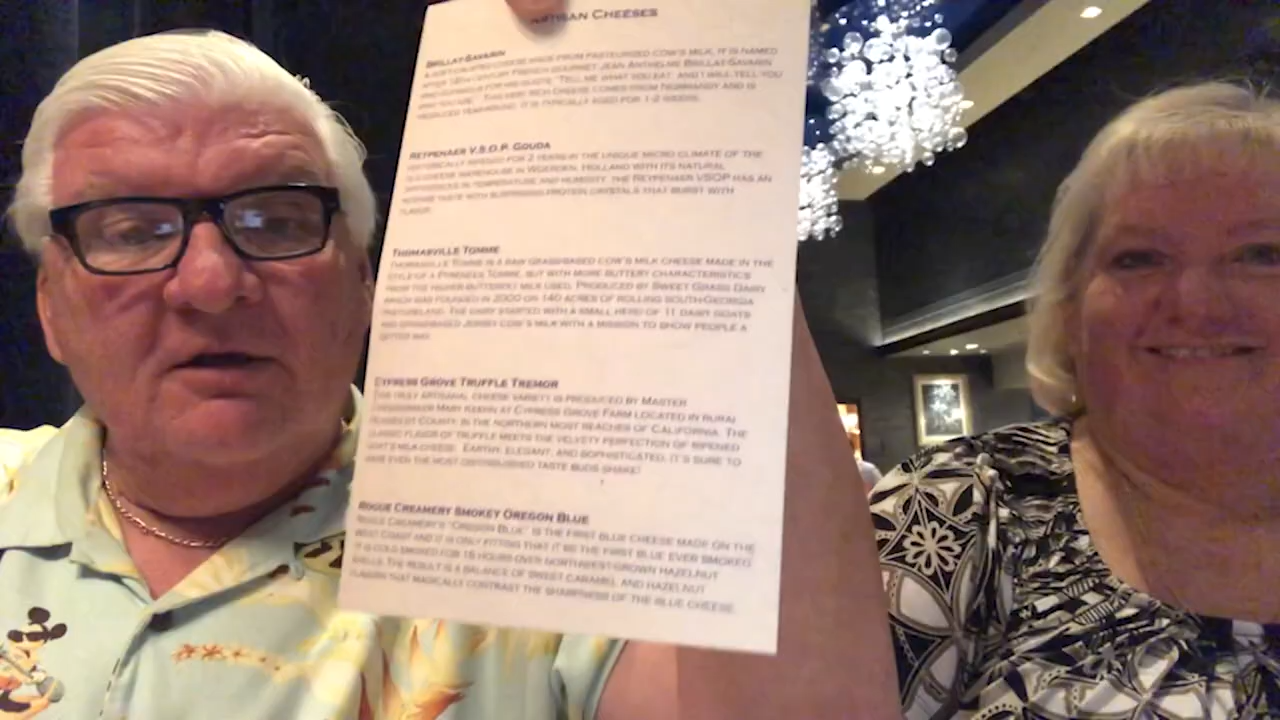 ARTISAN CHEESES
BRILLAT-SAVARIN
A SOFT-CRUSTED CHEESE MADE FROM PASTEURIZED COW'S MILK, IT IS NAMED
AFTER 18TH CENTURY FRENCH GOURMET JEAN ANTHELME BRILLAT-SAVARIN
FOR HIS QUOTE "TELL ME WHAT YOU EAT, AND I WILL TELL YOU
WHAT YOU ARE." THIS VERY RICH CHEESE COMES FROM NORMANDY AND IS
PRODUCED YEAR-ROUND. IT IS TYPICALLY AGED FOR 1-2 WEEKS.
REYPENAER V.S.O.P. GOUDA
RIPENED FOR 2 YEARS IN THE UNIQUE MICRO CLIMATE OF THE
WAREHOUSE IN WOERDEN, HOLLAND WITH ITS NATURAL
IN TEMPERATURE AND HUMIDITY. THE REYPENAER VSOP HAS AN
TASTE WITH SURPRISING PROTEIN CRYSTALS THAT BURST WITH
FLAVOR.
THOMASVILLE TOMME
THOMASVILLE TOMME IS A RAW GRASS-BASED COW'S MILK CHEESE MADE IN THE
STYLE OF A PYRENEES TOMME, BUT WITH MORE BUTTERY CHARACTERISTICS
FROM THE HIGHER BUTTERFAT MILK USED. PRODUCED BY SWEET GRASS DAIRY
WHICH WAS FOUNDED IN 2000 ON 140 ACRES OF ROLLING SOUTH-GEORGIA
PASTURELAND. THE DAIRY STARTED WITH A SMALL HERD OF 11 DAIRY GOATS
AND GRASS-BASED JERSEY COW'S MILK WITH A MISSION TO SHOW PEOPLE A
BETTER WAY.
CYPRESS GROVE TRUFFLE TREMOR
THIS TRULY ARTISANAL CHEESE VARIETY IS PRODUCED BY MASTER
CHEESEMAKER MARY KEEHN AT CYPRESS GROVE FARM LOCATED IN RURAL
HUMBOLDT COUNTY, IN THE NORTHERN MOST REACHES OF CALIFORNIA. THE
CLASSIC FLAVOR OF TRUFFLE MEETS THE VELVETY PERFECTION OF RIPENED
GOAT'S MILK CHEESE. EARTHY, ELEGANT, AND SOPHISTICATED, IT'S SURE TO
MAKE EVEN THE MOST DISTINGUISHED TASTE BUDS SHAKE!
ROGUE CREAMERY SMOKEY OREGON BLUE
ROGUE CREAMERY'S "OREGON BLUE" IS THE FIRST BLUE CHEESE MADE ON THE
WEST COAST AND IT IS ONLY FITTING THAT IT BE THE FIRST BLUE EVER SMOKED.
IT IS COLD SMOKED FOR 16 HOURS OVER NORTHWEST-GROWN HAZELNUT
SHELLS. THE RESULT IS A BALANCE OF SWEET CARAMEL AND HAZELNUT
FLAVORS THAT MAGICALLY CONTRAST THE SHARPNESS OF THE BLUE CHEESE.